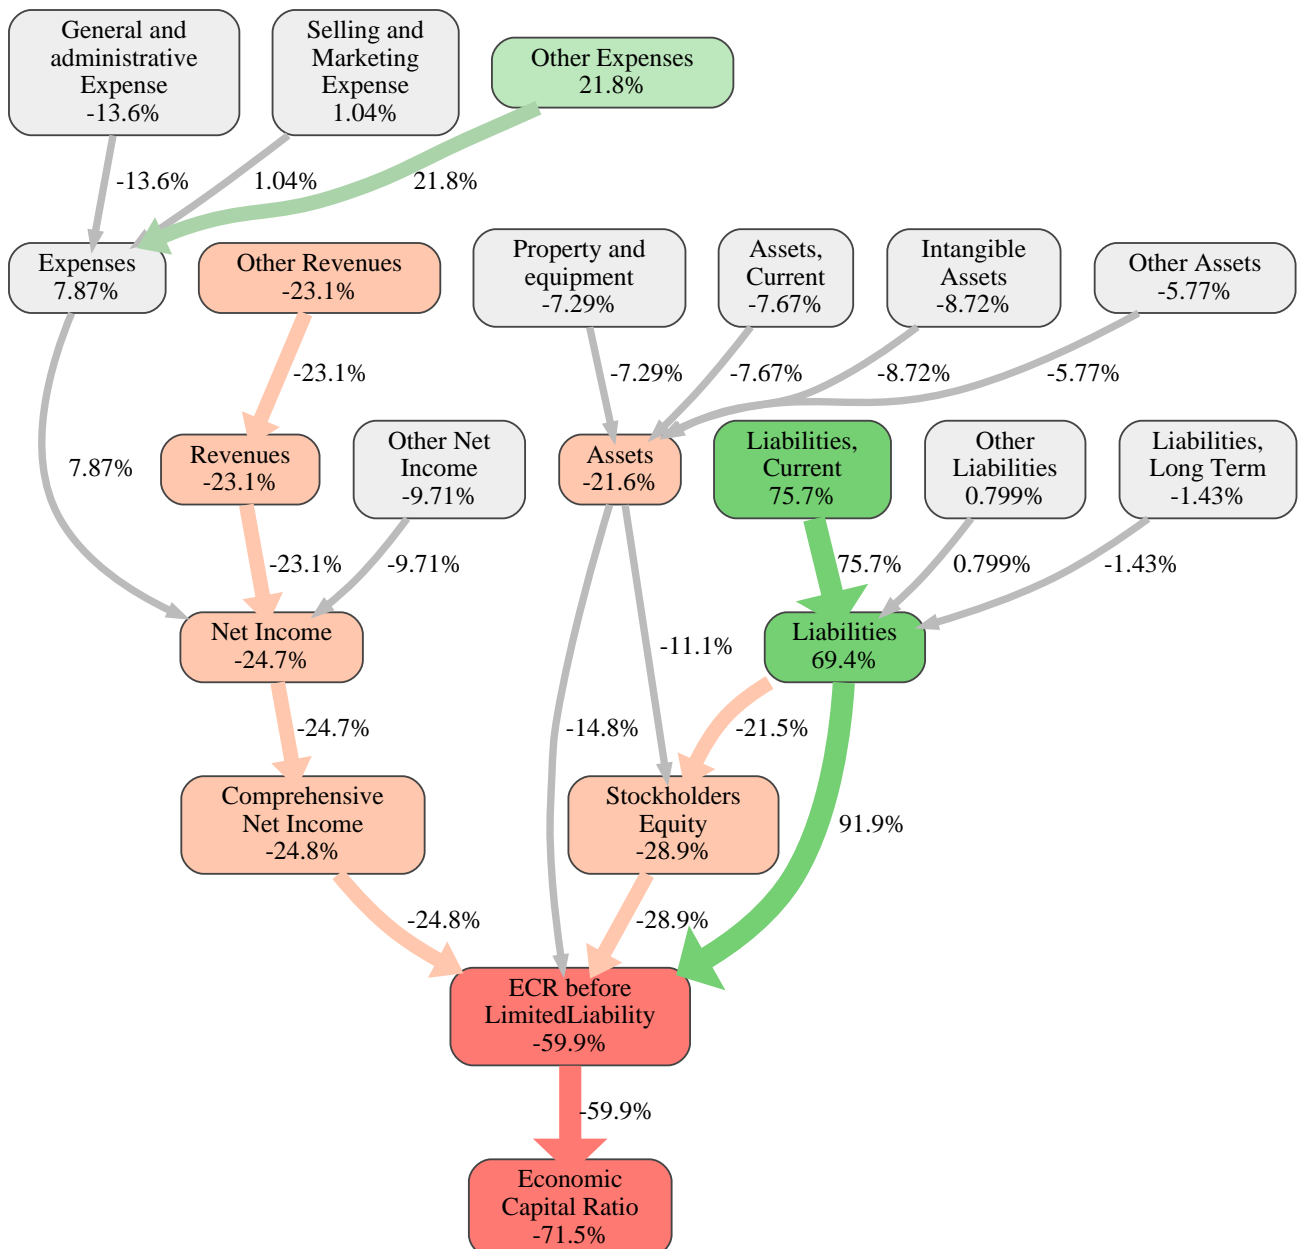 General and
administrative
Expense
-13.6%
Selling and
Marketing
Expense
1.04%
Other Expenses
21.8%
-13.6%
1.04%
21.8%
Expenses
7.87%
Other Revenues
-23.1%
Property and
equipment
-7.29%
Assets,
Current
-7.67%
Intangible
Assets
-8.72%
Other Assets
-5.77%
-23.1%
-7.29%
-7.67%
-8.72%
-5.77%
7.87%
Revenues
-23.1%
Other Net
Income
-9.71%
Assets
-21.6%
Liabilities,
Current
75.7%
Other
Liabilities
0.799%
Liabilities,
Long Term
-1.43%
-23.1%
-9.71%
75.7%
0.799%
-1.43%
Net Income
-24.7%
-11.1%
Liabilities
69.4%
-24.7%
-14.8%
-21.5%
Comprehensive
Net Income
-24.8%
Stockholders
Equity
-28.9%
91.9%
-24.8%
-28.9%
ECR before
LimitedLiability
-59.9%
-59.9%
Economic
Capital Ratio
-71.5%